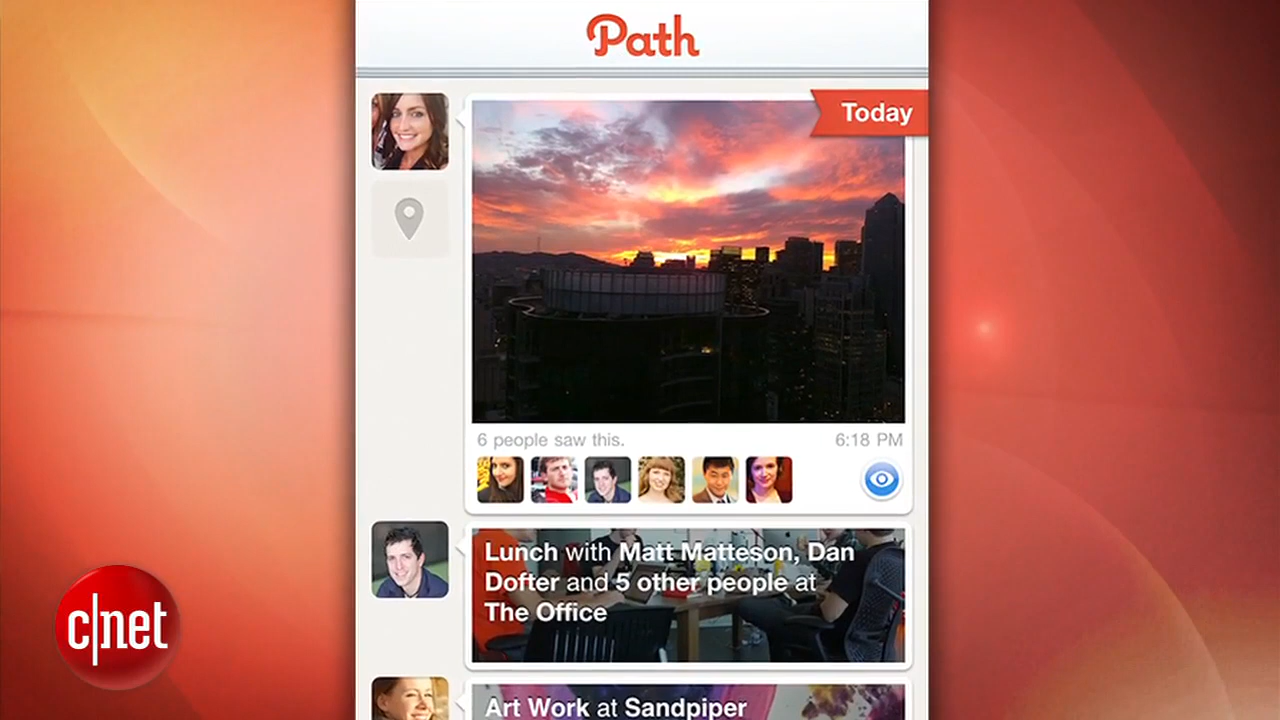 Path
Today
6 people saw this.
6:18 PM
Lunch with Matt Matteson, Dan
Dofter and 5 other people at
The Office
Art Work at Sandpiper
c|net